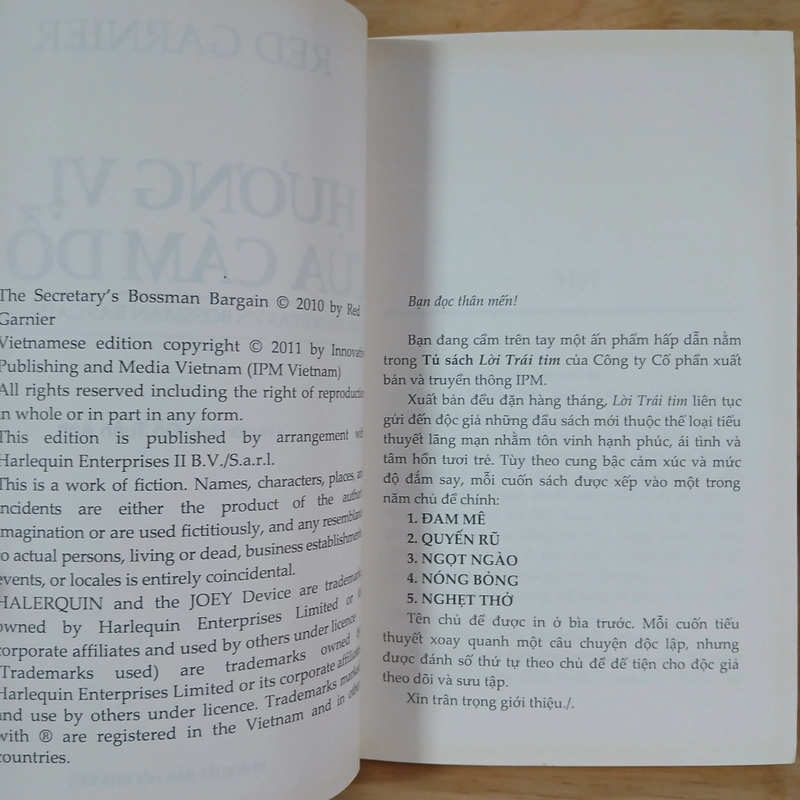 The Secretary's Bossman Bargain © 2010 by Red
Garnier
Vietnamese edition copyright © 2011 by Innovative
Publishing and Media Vietnam (IPM Vietnam)
All rights reserved including the right of reproduction
in whole or in part in any form.
This edition is published by arrangement with
Harlequin Enterprises II B.V./S.a.r.l.
This is a work of fiction. Names, characters, places, and
incidents are either the product of the author
imagination or are used fictitiously, and any resemblance
to actual persons, living or dead, business establishments,
events, or locales is entirely coincidental.
HALERQUIN and the JOEY Device are trademarks
owned by Harlequin Enterprises Limited or its
corporate affiliates and used by others under licence
(Trademarks used) are trademarks owned by
Harlequin Enterprises Limited or its corporate affiliates
and use by others under licence. Trademarks marked
with ® are registered in the Vietnam and in other
countries.
Bạn đọc thân mến!
Bạn đang cầm trên tay một ấn phẩm hấp dẫn nằm
trong Tủ sách Lời Trái tim của Công ty Cổ phần xuất
bản và truyền thông IPM.
Xuất bản đều đặn hàng tháng, Lời Trái tim liên tục
gửi đến độc giả những đầu sách mới thuộc thể loại tiểu
thuyết lãng mạn nhằm tôn vinh hạnh phúc, ái tình và
tâm hồn tươi trẻ. Tùy theo cung bậc cảm xúc và mức
độ đắm say, mỗi cuốn sách được xếp vào một trong
năm chủ đề chính:
1. ĐAM MÊ
2. QUYẾN RŨ
3. NGỌT NGÀO
4. NÓNG BỎNG
5. NGHẸT THỞ
Tên chủ đề được in ở bìa trước. Mỗi cuốn tiểu
thuyết xoay quanh một câu chuyện độc lập, nhưng
được đánh số thứ tự theo chủ đề để tiện cho độc giả
theo dõi và sưu tập.
Xin trân trọng giới thiệu./.